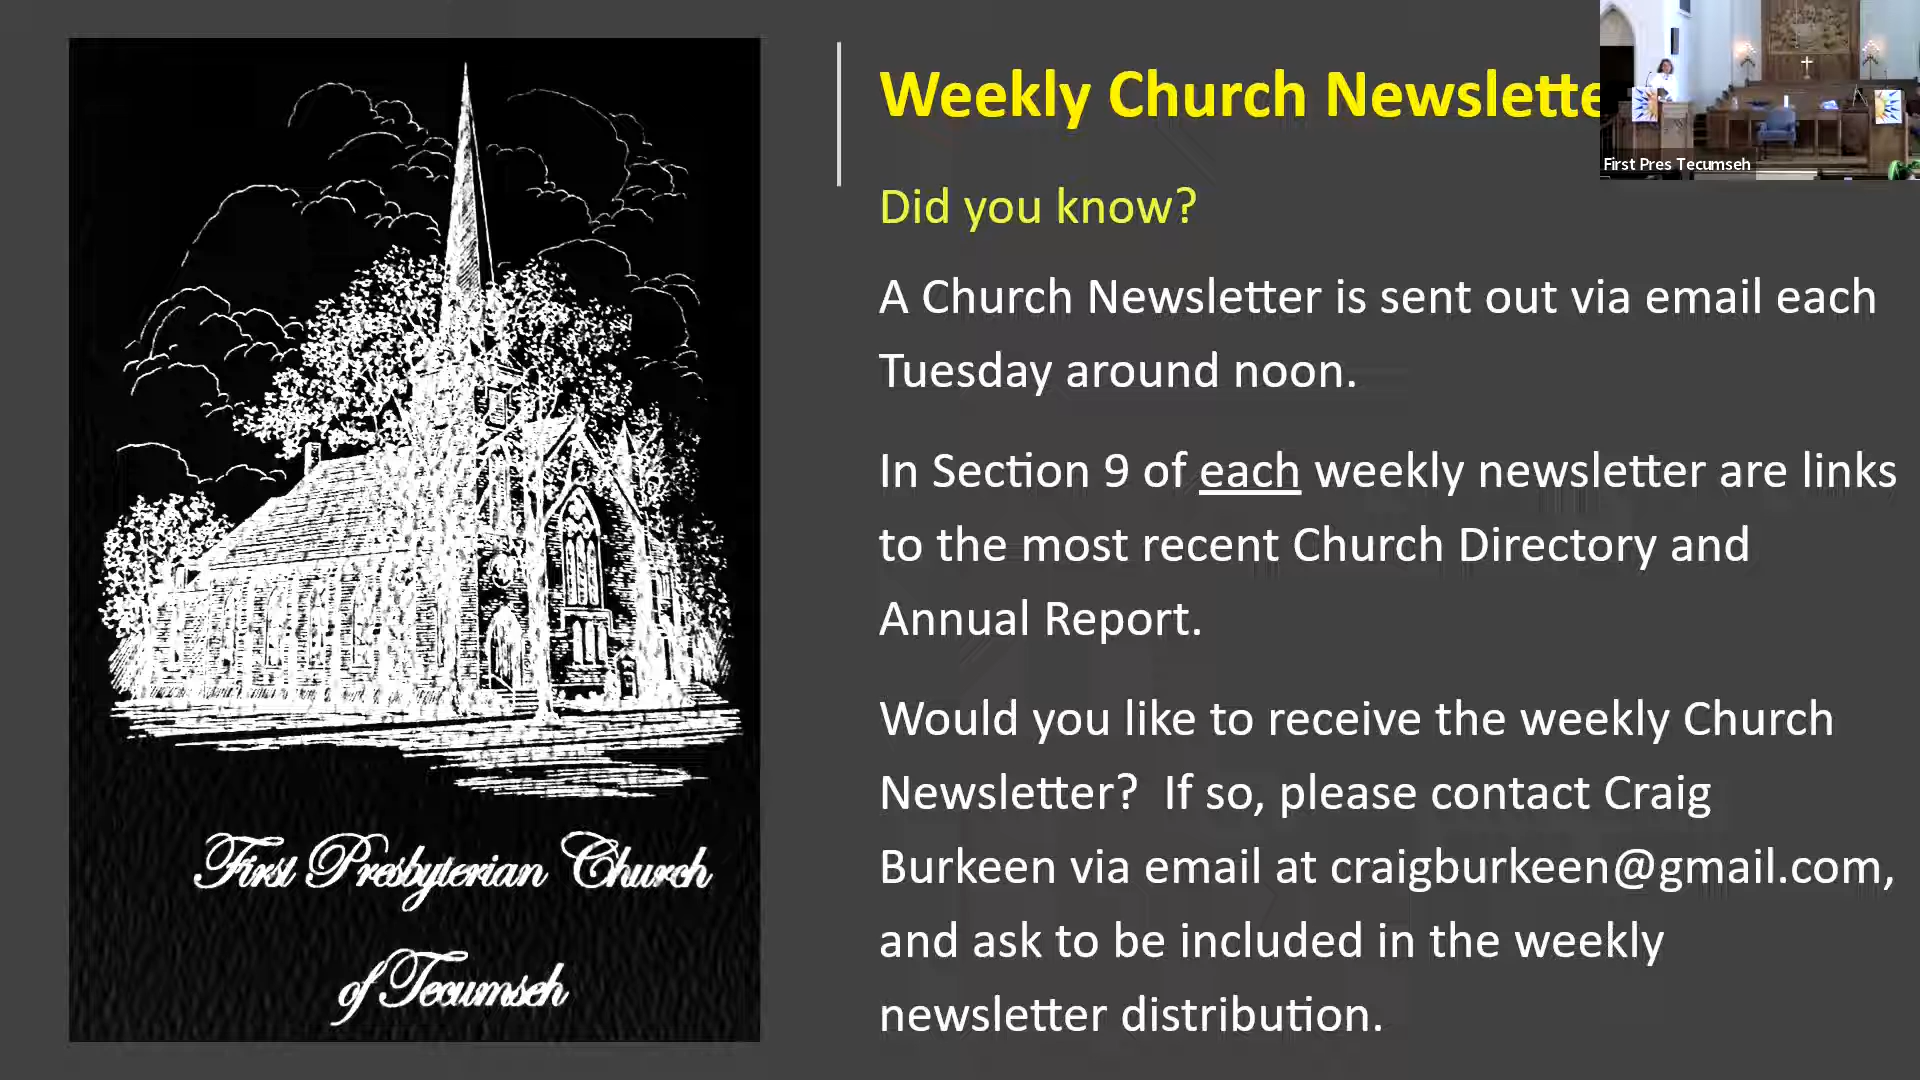 Weekly Church Newslette
First Pres Tecumseh
Did you know?
A Church Newsletter is sent out via email each
Tuesday around noon.
In Section 9 of each weekly newsletter are links
to the most recent Church Directory and
Annual Report.
Would you like to receive the weekly Church
Newsletter? If so, please contact Craig
Burkeen via email at craigburkeen@gmail.com,
and ask to be included in the weekly
newsletter distribution.
First Presbyterian Church
of Tecumseh